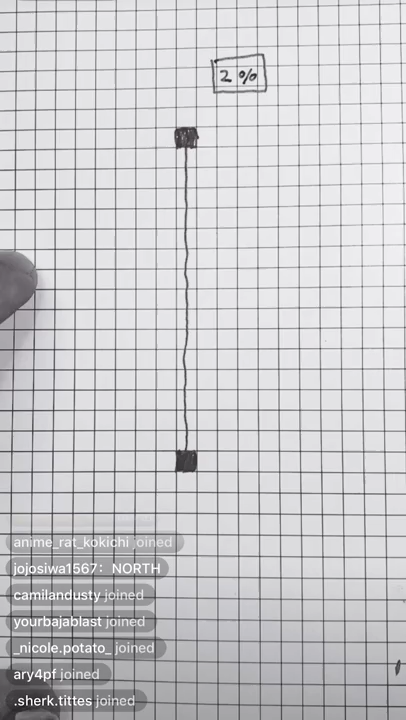 2 %
anime_rat_kokichi joined
jojosiwa1567: NORTH
camilandusty joined
yourbajablast joined
_nicole.potato_ joined
ary4pf joined
.sherk.tittes joined